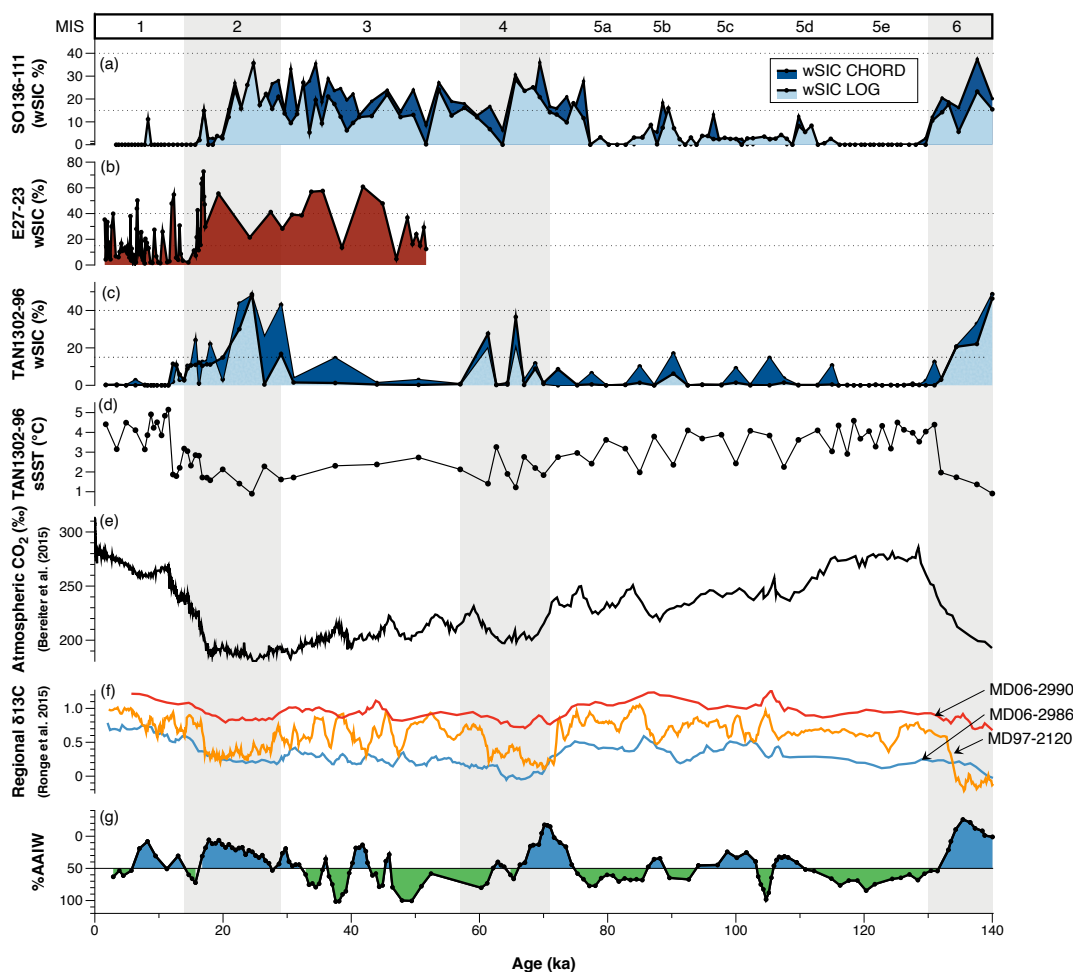 MIS 1 2 3 4 5a 5b 5c 5d 5e 6
(a)
SO136-111
(wSIC %)
40
30
20
10
0
wSIC CHORD
wSIC LOG
(b)
E27-23
wSIC (%)
80
60
40
20
0
(c)
TAN1302-96
wSIC (%)
40
20
0
(d)
TAN1302-96
sSST (°C)
5
4
3
2
1
(e)
Atmospheric CO2 (‰)
(Bereiter et al. (2015)
300
250
200
(f)
Regional δ13C
(Ronge et al. 2015)
1.0
0.5
0
MD06-2990
MD06-2986
MD97-2120
(g)
%AAIW
0
50
100
0 20 40 60 80 100 120 140
Age (ka)